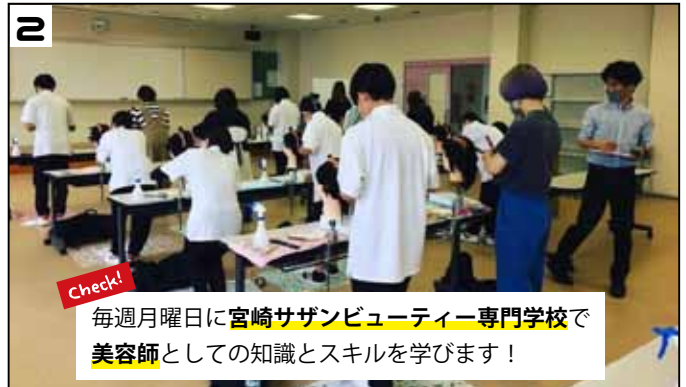 2
Check!
毎週月曜日に宮崎サザンビューティー専門学校で
美容師としての知識とスキルを学びます！